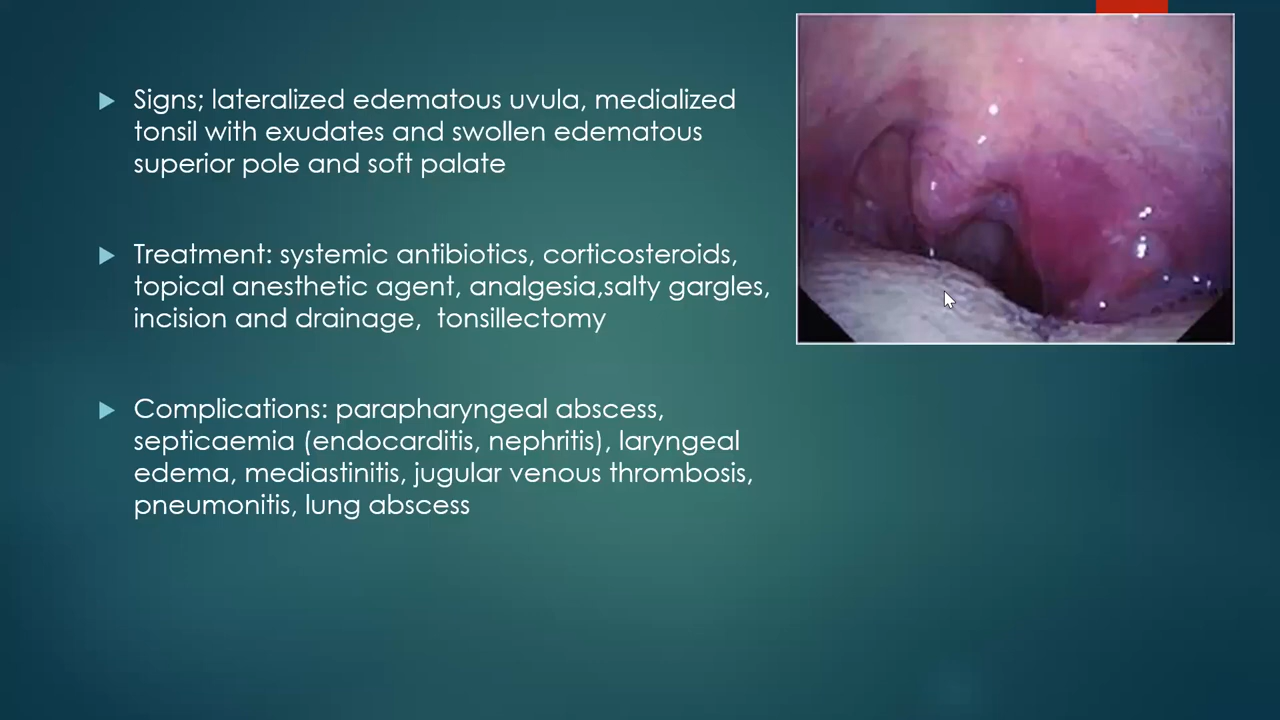 Signs; lateralized edematous uvula, medialized
tonsil with exudates and swollen edematous
superior pole and soft palate
Treatment: systemic antibiotics, corticosteroids,
topical anesthetic agent, analgesia,salty gargles,
incision and drainage,  tonsillectomy
Complications: parapharyngeal abscess,
septicaemia (endocarditis, nephritis), laryngeal
edema, mediastinitis, jugular venous thrombosis,
pneumonitis, lung abscess